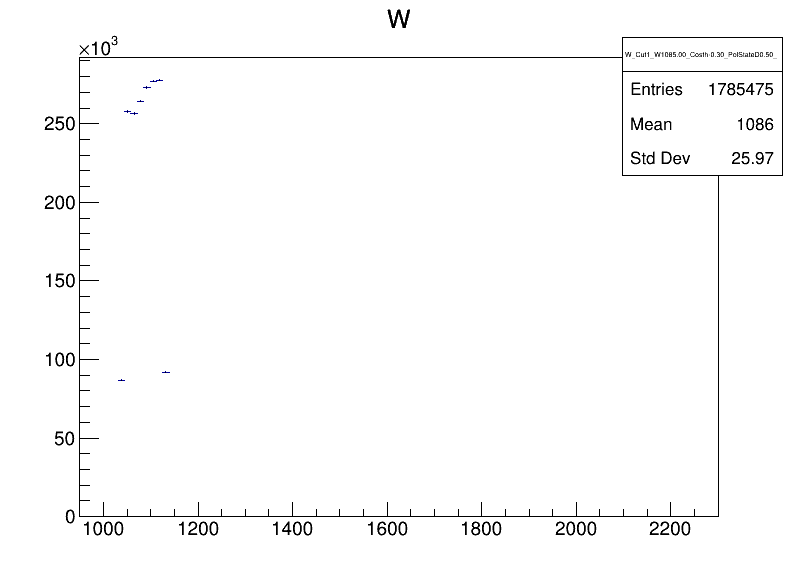 W
×10³
W_Cut1_W1085.00_Costh-0.30_PolStateD0.50_
Entries 1785475
Mean 1086
Std Dev 25.97
250
200
150
100
50
0
1000 1200 1400 1600 1800 2000 2200